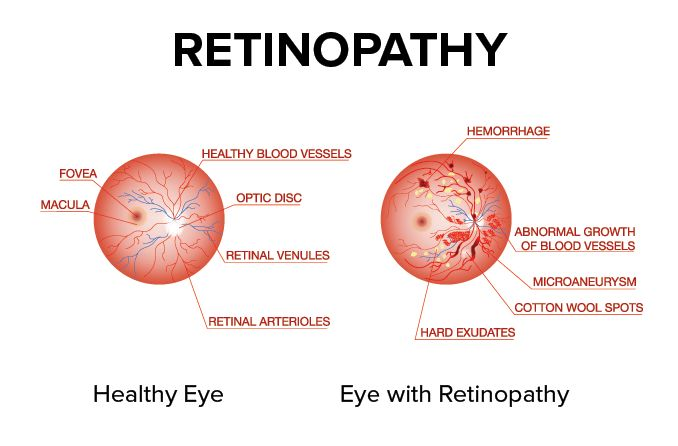 RETINOPATHY
HEALTHY BLOOD VESSELS
FOVEA
OPTIC DISC
MACULA
RETINAL VENULES
RETINAL ARTERIOLES
HEMORRHAGE
ABNORMAL GROWTH
OF BLOOD VESSELS
MICROANEURYSM
COTTON WOOL SPOTS
HARD EXUDATES
Healthy Eye
Eye with Retinopathy